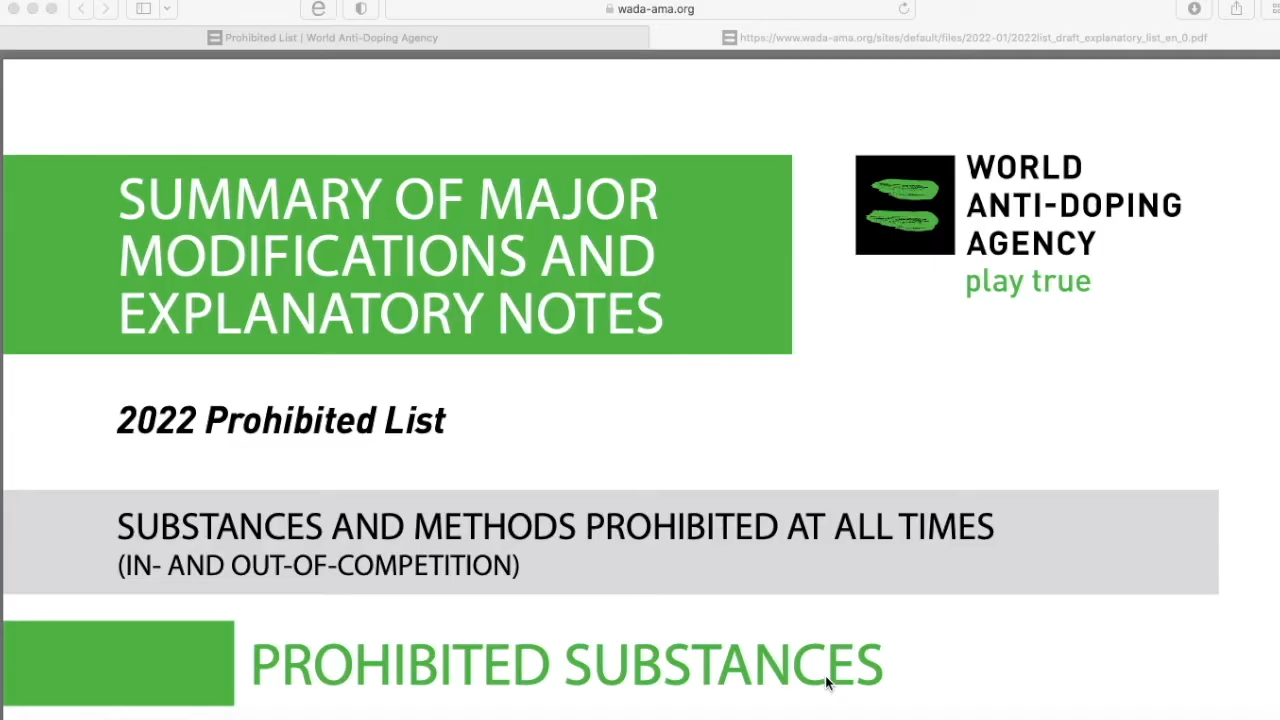 wada-ama.org
Prohibited List | World Anti-Doping Agency
https://www.wada-ama.org/sites/default/files/2022-01/2022list_draft_explanatory_list_en_0.pdf
SUMMARY OF MAJOR
MODIFICATIONS AND
EXPLANATORY NOTES
WORLD
ANTI-DOPING
AGENCY
play true
2022 Prohibited List
SUBSTANCES AND METHODS PROHIBITED AT ALL TIMES
(IN- AND OUT-OF-COMPETITION)
PROHIBITED SUBSTANCES